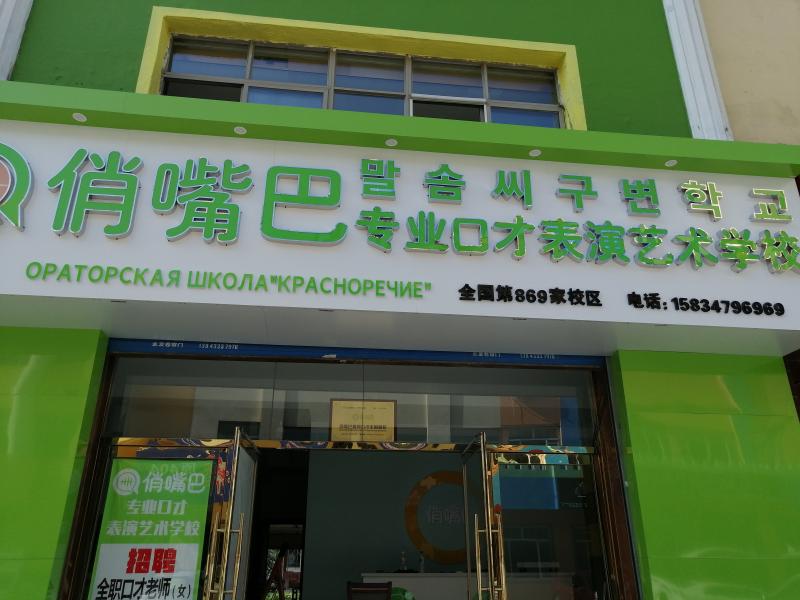 俏嘴巴
말솜씨구변학교
专业口才表演艺术学校
ОРАТОРСКАЯ ШКОЛА"КРАСНОРЕЧИЕ"
全国第869家校区 电话:15834796969
俏嘴巴
专业口才
表演艺术学校
招聘
全职口才老师(女)
俏嘴